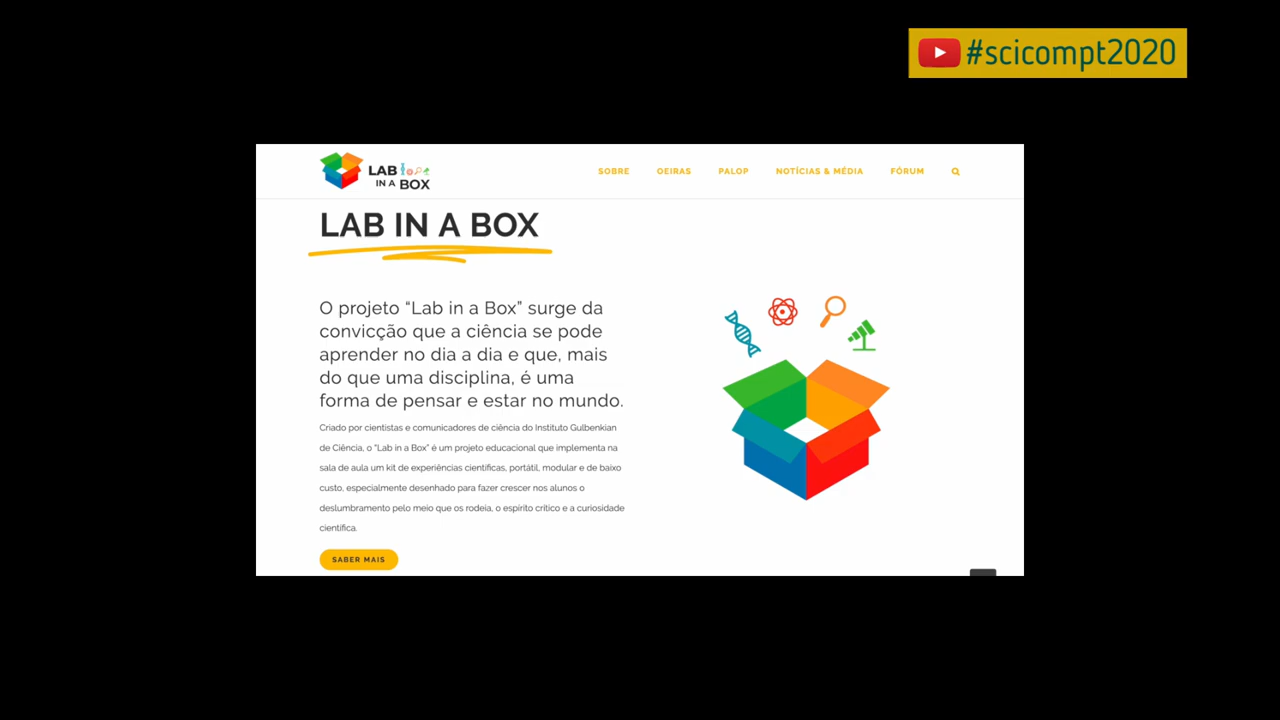 #scicompt2020
LAB
IN A BOX
SOBRE OEIRAS PALOP NOTÍCIAS & MÉDIA FÓRUM
LAB IN A BOX
O projeto “Lab in a Box” surge da
convicção que a ciência se pode
aprender no dia a dia e que, mais
do que uma disciplina, é uma
forma de pensar e estar no mundo.
Criado por cientistas e comunicadores de ciência do Instituto Gulbenkian
de Ciência, o “Lab in a Box” é um projeto educacional que implementa na
sala de aula um kit de experiências científicas, portátil, modular e de baixo
custo, especialmente desenhado para fazer crescer nos alunos o
deslumbramento pelo meio que os rodeia, o espírito crítico e a curiosidade
científica.
SABER MAIS